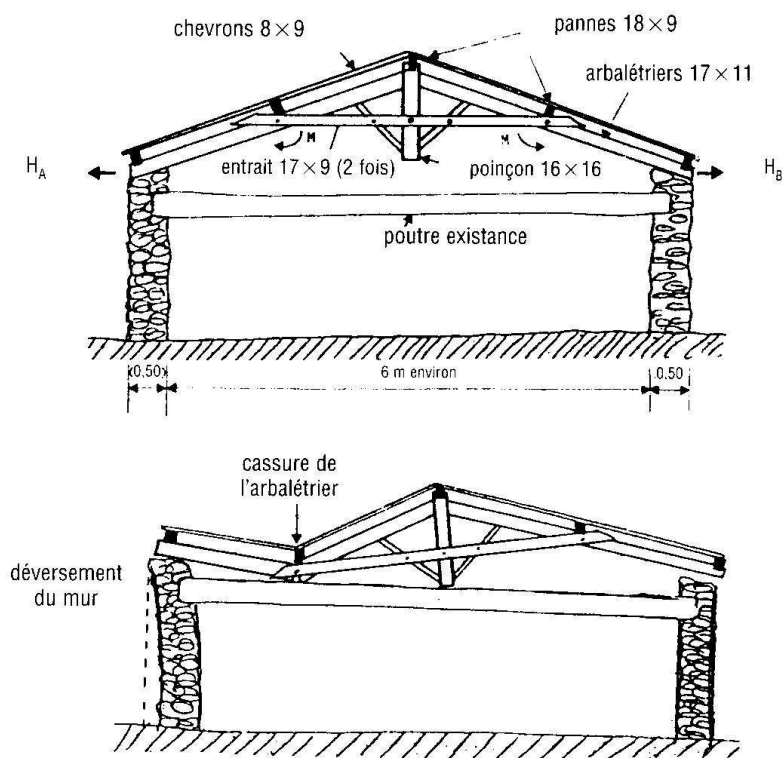 chevrons 8×9
pannes 18×9
arbalétriers 17×11
M
M
H_A
entrait 17×9 (2 fois)
poinçon 16×16
H_B
poutre existance
(0,50)
6 m environ
0.50
cassure de
l'arbalétrier
déversement
du mur